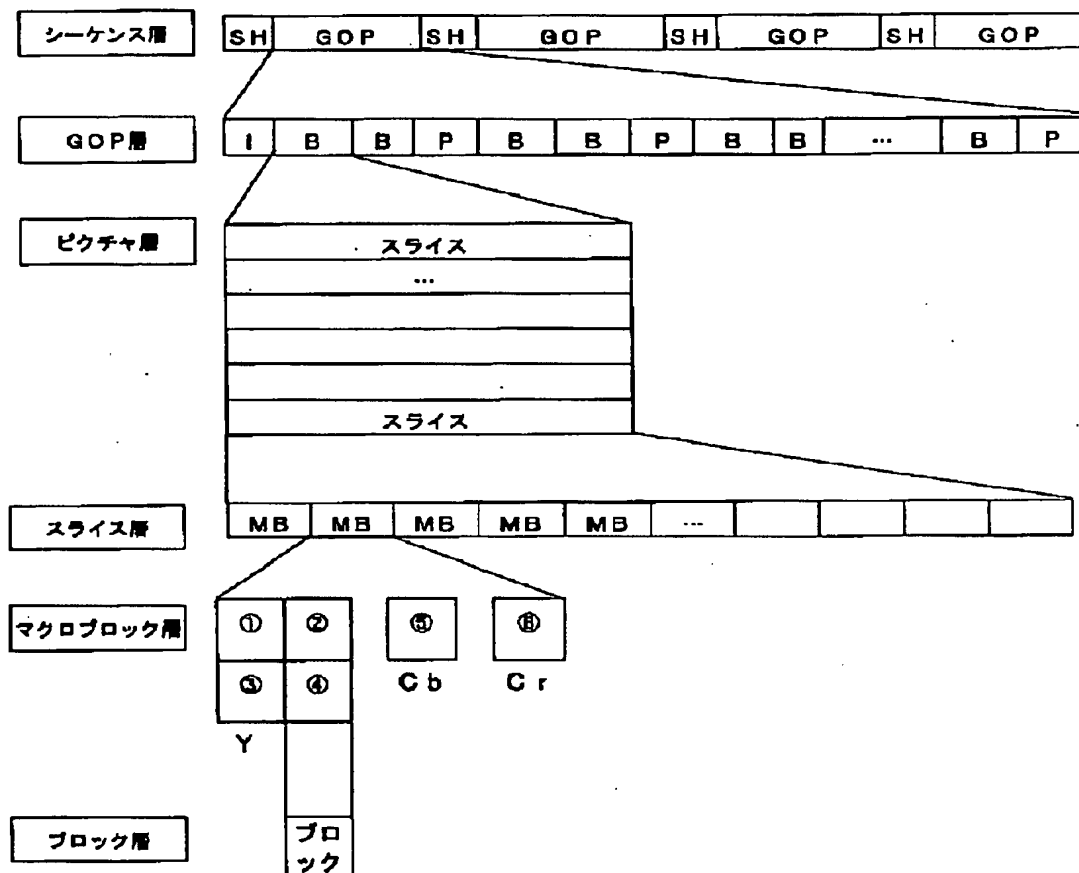 シーケンス層 SH GOP SH GOP SH GOP SH GOP
GOP層 I B B P B B P B B … B P
ピクチャ層
スライス
…
スライス
スライス層 MB MB MB MB MB …
マクロブロック層 ① ② ⑤ ⑥
③ ④ Cb Cr
Y
ブロック層
ブロ
ック